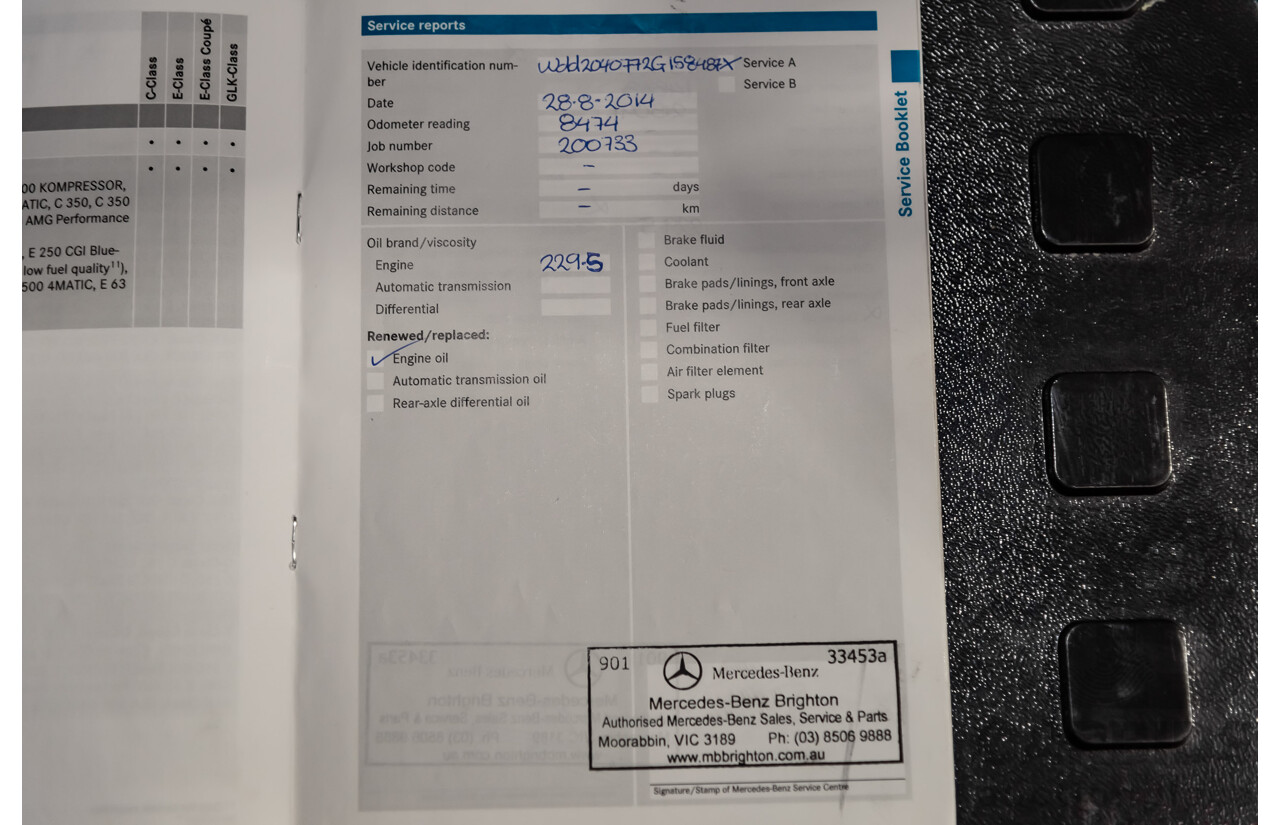 C-Class
E-Class
E-Class Coupé
GLK-Class
00 KOMPRESSOR,
ATIC, C 350, C 350
AMG Performance
, E 250 CGI Blue-
low fuel quality¹¹),
500 4MATIC, E 63
Service reports
Vehicle identification num-
ber
Wdd2040772G158487 Service A
Service B
Date 28-8-2014
Odometer reading 8474
Job number 200733
Workshop code –
Remaining time – days
Remaining distance – km
Service Booklet
Oil brand/viscosity
Engine 229.5
Automatic transmission
Differential
Renewed/replaced:
✓ Engine oil
Automatic transmission oil
Rear-axle differential oil
Brake fluid
Coolant
Brake pads/linings, front axle
Brake pads/linings, rear axle
Fuel filter
Combination filter
Air filter element
Spark plugs
901 33453a
Mercedes-Benz
Mercedes-Benz Brighton
Authorised Mercedes-Benz Sales, Service & Parts
Moorabbin, VIC 3189 Ph: (03) 8506 9888
www.mbbrighton.com.au
Signature/Stamp of Mercedes-Benz Service Centre